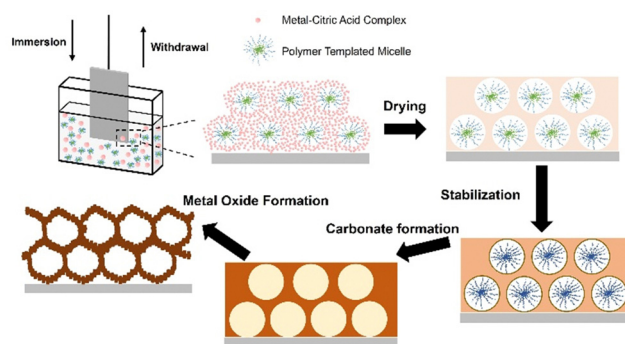 Metal-Citric Acid Complex
Immersion
Withdrawal
Polymer Templated Micelle
Drying
Stabilization
Metal Oxide Formation
Carbonate formation